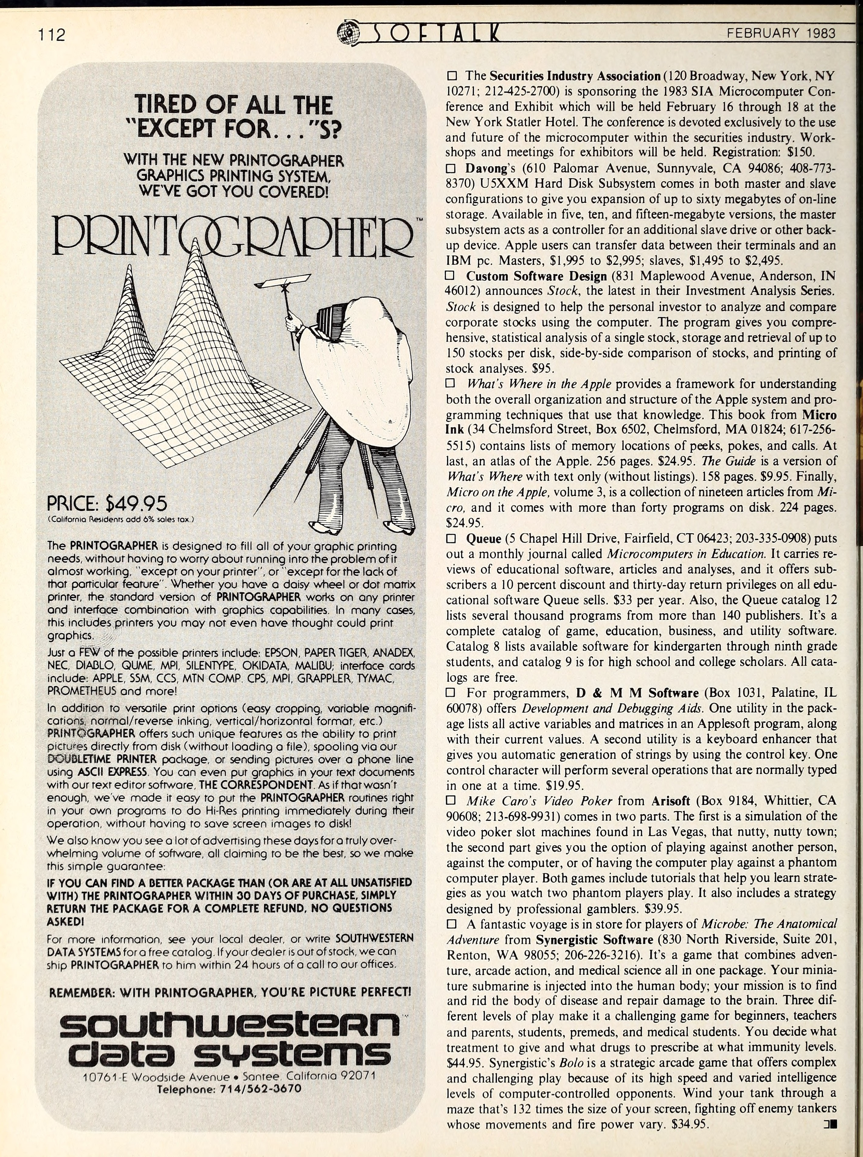 112
SOFTALK
FEBRUARY 1983
TIRED OF ALL THE
"EXCEPT FOR. . ."S?
WITH THE NEW PRINTOGRAPHER
GRAPHICS PRINTING SYSTEM,
WE'VE GOT YOU COVERED!
PRINTOGRAPHER™
PRICE: $49.95
(California Residents add 6% sales tax.)
The PRINTOGRAPHER is designed to fill all of your graphic printing
needs, without having to worry about running into the problem of it
almost working, "except on your printer", or "except for the lack of
that particular feature". Whether you have a daisy wheel or dot matrix
printer, the standard version of PRINTOGRAPHER works on any printer
and interface combination with graphics capabilities. In many cases,
this includes printers you may not even have thought could print
graphics.
Just a FEW of the possible printers include: EPSON, PAPER TIGER, ANADEX,
NEC, DIABLO, QUME, MPI, SILENTYPE, OKIDATA, MALIBU; interface cards
include: APPLE, SSM, CCS, MTN COMP. CPS, MPI, GRAPPLER, TYMAC,
PROMETHEUS and more!
In addition to versatile print options (easy cropping, variable magnifi-
cations, normal/reverse inking, vertical/horizontal format, etc.)
PRINTOGRAPHER offers such unique features as the ability to print
pictures directly from disk (without loading a file), spooling via our
DOUBLETIME PRINTER package, or sending pictures over a phone line
using ASCII EXPRESS. You can even put graphics in your text documents
with our text editor software, THE CORRESPONDENT. As if that wasn't
enough, we've made it easy to put the PRINTOGRAPHER routines right
in your own programs to do Hi-Res printing immediately during their
operation, without having to save screen images to disk!
We also know you see a lot of advertising these days for a truly over-
whelming volume of software, all claiming to be the best, so we make
this simple guarantee:
IF YOU CAN FIND A BETTER PACKAGE THAN (OR ARE AT ALL UNSATISFIED
WITH) THE PRINTOGRAPHER WITHIN 30 DAYS OF PURCHASE, SIMPLY
RETURN THE PACKAGE FOR A COMPLETE REFUND, NO QUESTIONS
ASKED!
For more information, see your local dealer, or write SOUTHWESTERN
DATA SYSTEMS for a free catalog. If your dealer is out of stock, we can
ship PRINTOGRAPHER to him within 24 hours of a call to our offices.
REMEMBER: WITH PRINTOGRAPHER, YOU'RE PICTURE PERFECT!
southwestern™
data systems
10761-E Woodside Avenue • Santee, California 92071
Telephone: 714/562-3670
□ The Securities Industry Association (120 Broadway, New York, NY
10271; 212-425-2700) is sponsoring the 1983 SIA Microcomputer Con-
ference and Exhibit which will be held February 16 through 18 at the
New York Statler Hotel. The conference is devoted exclusively to the use
and future of the microcomputer within the securities industry. Work-
shops and meetings for exhibitors will be held. Registration: $150.
□ Davong's (610 Palomar Avenue, Sunnyvale, CA 94086; 408-773-
8370) U5XXM Hard Disk Subsystem comes in both master and slave
configurations to give you expansion of up to sixty megabytes of on-line
storage. Available in five, ten, and fifteen-megabyte versions, the master
subsystem acts as a controller for an additional slave drive or other back-
up device. Apple users can transfer data between their terminals and an
IBM pc. Masters, $1,995 to $2,995; slaves, $1,495 to $2,495.
□ Custom Software Design (831 Maplewood Avenue, Anderson, IN
46012) announces Stock, the latest in their Investment Analysis Series.
Stock is designed to help the personal investor to analyze and compare
corporate stocks using the computer. The program gives you compre-
hensive, statistical analysis of a single stock, storage and retrieval of up to
150 stocks per disk, side-by-side comparison of stocks, and printing of
stock analyses. $95.
□ What's Where in the Apple provides a framework for understanding
both the overall organization and structure of the Apple system and pro-
gramming techniques that use that knowledge. This book from Micro
Ink (34 Chelmsford Street, Box 6502, Chelmsford, MA 01824; 617-256-
5515) contains lists of memory locations of peeks, pokes, and calls. At
last, an atlas of the Apple. 256 pages. $24.95. The Guide is a version of
What's Where with text only (without listings). 158 pages. $9.95. Finally,
Micro on the Apple, volume 3, is a collection of nineteen articles from Mi-
cro, and it comes with more than forty programs on disk. 224 pages.
$24.95.
□ Queue (5 Chapel Hill Drive, Fairfield, CT 06423; 203-335-0908) puts
out a monthly journal called Microcomputers in Education. It carries re-
views of educational software, articles and analyses, and it offers sub-
scribers a 10 percent discount and thirty-day return privileges on all edu-
cational software Queue sells. $33 per year. Also, the Queue catalog 12
lists several thousand programs from more than 140 publishers. It's a
complete catalog of game, education, business, and utility software.
Catalog 8 lists available software for kindergarten through ninth grade
students, and catalog 9 is for high school and college scholars. All cata-
logs are free.
□ For programmers, D & M M Software (Box 1031, Palatine, IL
60078) offers Development and Debugging Aids. One utility in the pack-
age lists all active variables and matrices in an Applesoft program, along
with their current values. A second utility is a keyboard enhancer that
gives you automatic generation of strings by using the control key. One
control character will perform several operations that are normally typed
in one at a time. $19.95.
□ Mike Caro's Video Poker from Arisoft (Box 9184, Whittier, CA
90608; 213-698-9931) comes in two parts. The first is a simulation of the
video poker slot machines found in Las Vegas, that nutty, nutty town;
the second part gives you the option of playing against another person,
against the computer, or of having the computer play against a phantom
computer player. Both games include tutorials that help you learn strate-
gies as you watch two phantom players play. It also includes a strategy
designed by professional gamblers. $39.95.
□ A fantastic voyage is in store for players of Microbe: The Anatomical
Adventure from Synergistic Software (830 North Riverside, Suite 201,
Renton, WA 98055; 206-226-3216). It's a game that combines adven-
ture, arcade action, and medical science all in one package. Your minia-
ture submarine is injected into the human body; your mission is to find
and rid the body of disease and repair damage to the brain. Three dif-
ferent levels of play make it a challenging game for beginners, teachers
and parents, students, premeds, and medical students. You decide what
treatment to give and what drugs to prescribe at what immunity levels.
$44.95. Synergistic's Bolo is a strategic arcade game that offers complex
and challenging play because of its high speed and varied intelligence
levels of computer-controlled opponents. Wind your tank through a
maze that's 132 times the size of your screen, fighting off enemy tankers
whose movements and fire power vary. $34.95.